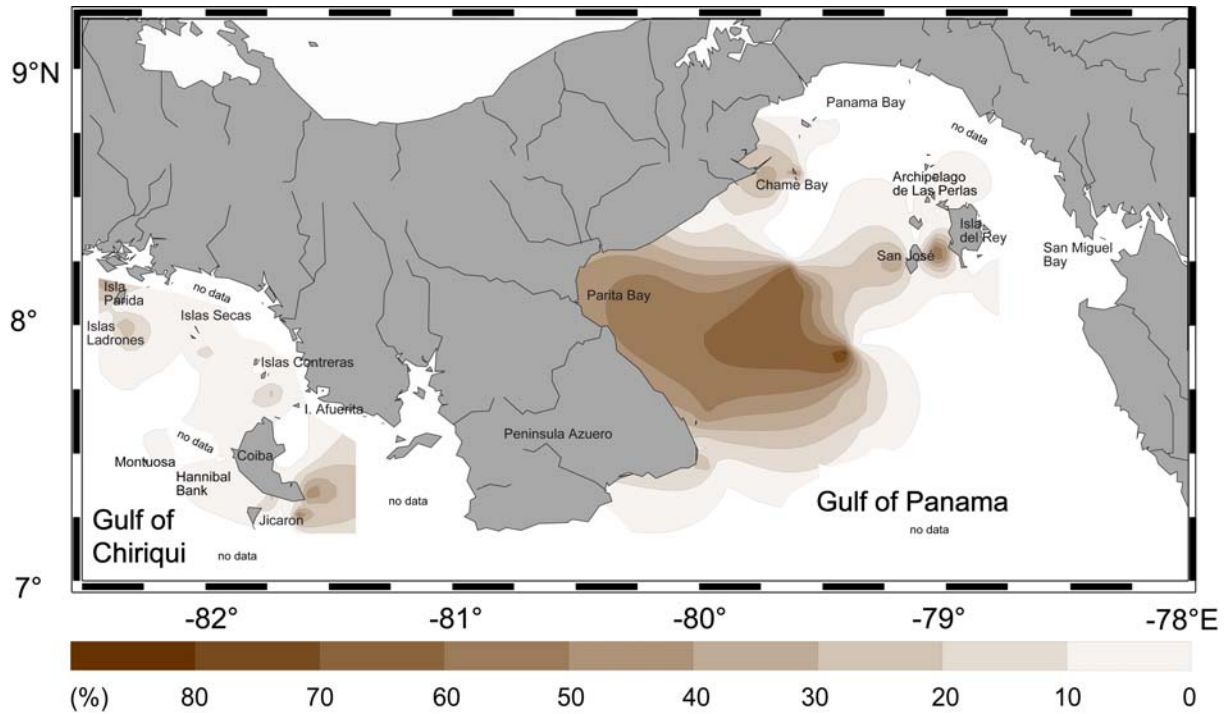 9°N
8°
7°
Panama Bay
no data
Chame Bay
Archipelago
de Las Perlas
Isla
del Rey
San José
San Miguel
Bay
Isla
Parida
no data
Islas Secas
Islas
Ladrones
Parita Bay
Islas Contreras
I. Afuerita
Peninsula Azuero
no data
Montuosa
Coiba
Hannibal
Bank
Jicaron
no data
Gulf of
Chiriqui
no data
Gulf of Panama
no data
-82° -81° -80° -79° -78°E
(%) 80 70 60 50 40 30 20 10 0